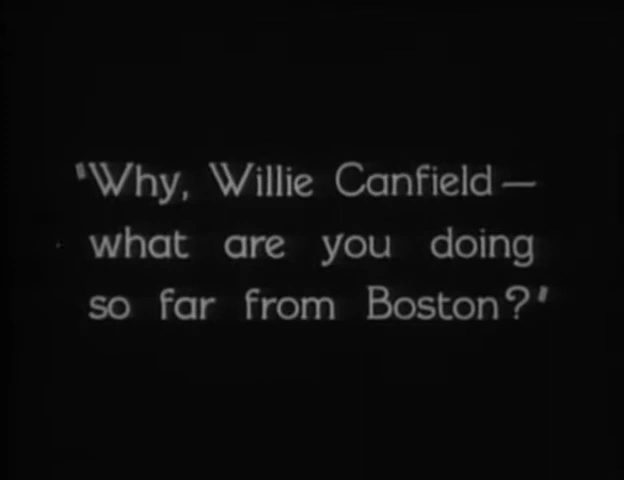 "Why, Willie Canfield —
what are you doing
so far from Boston?"